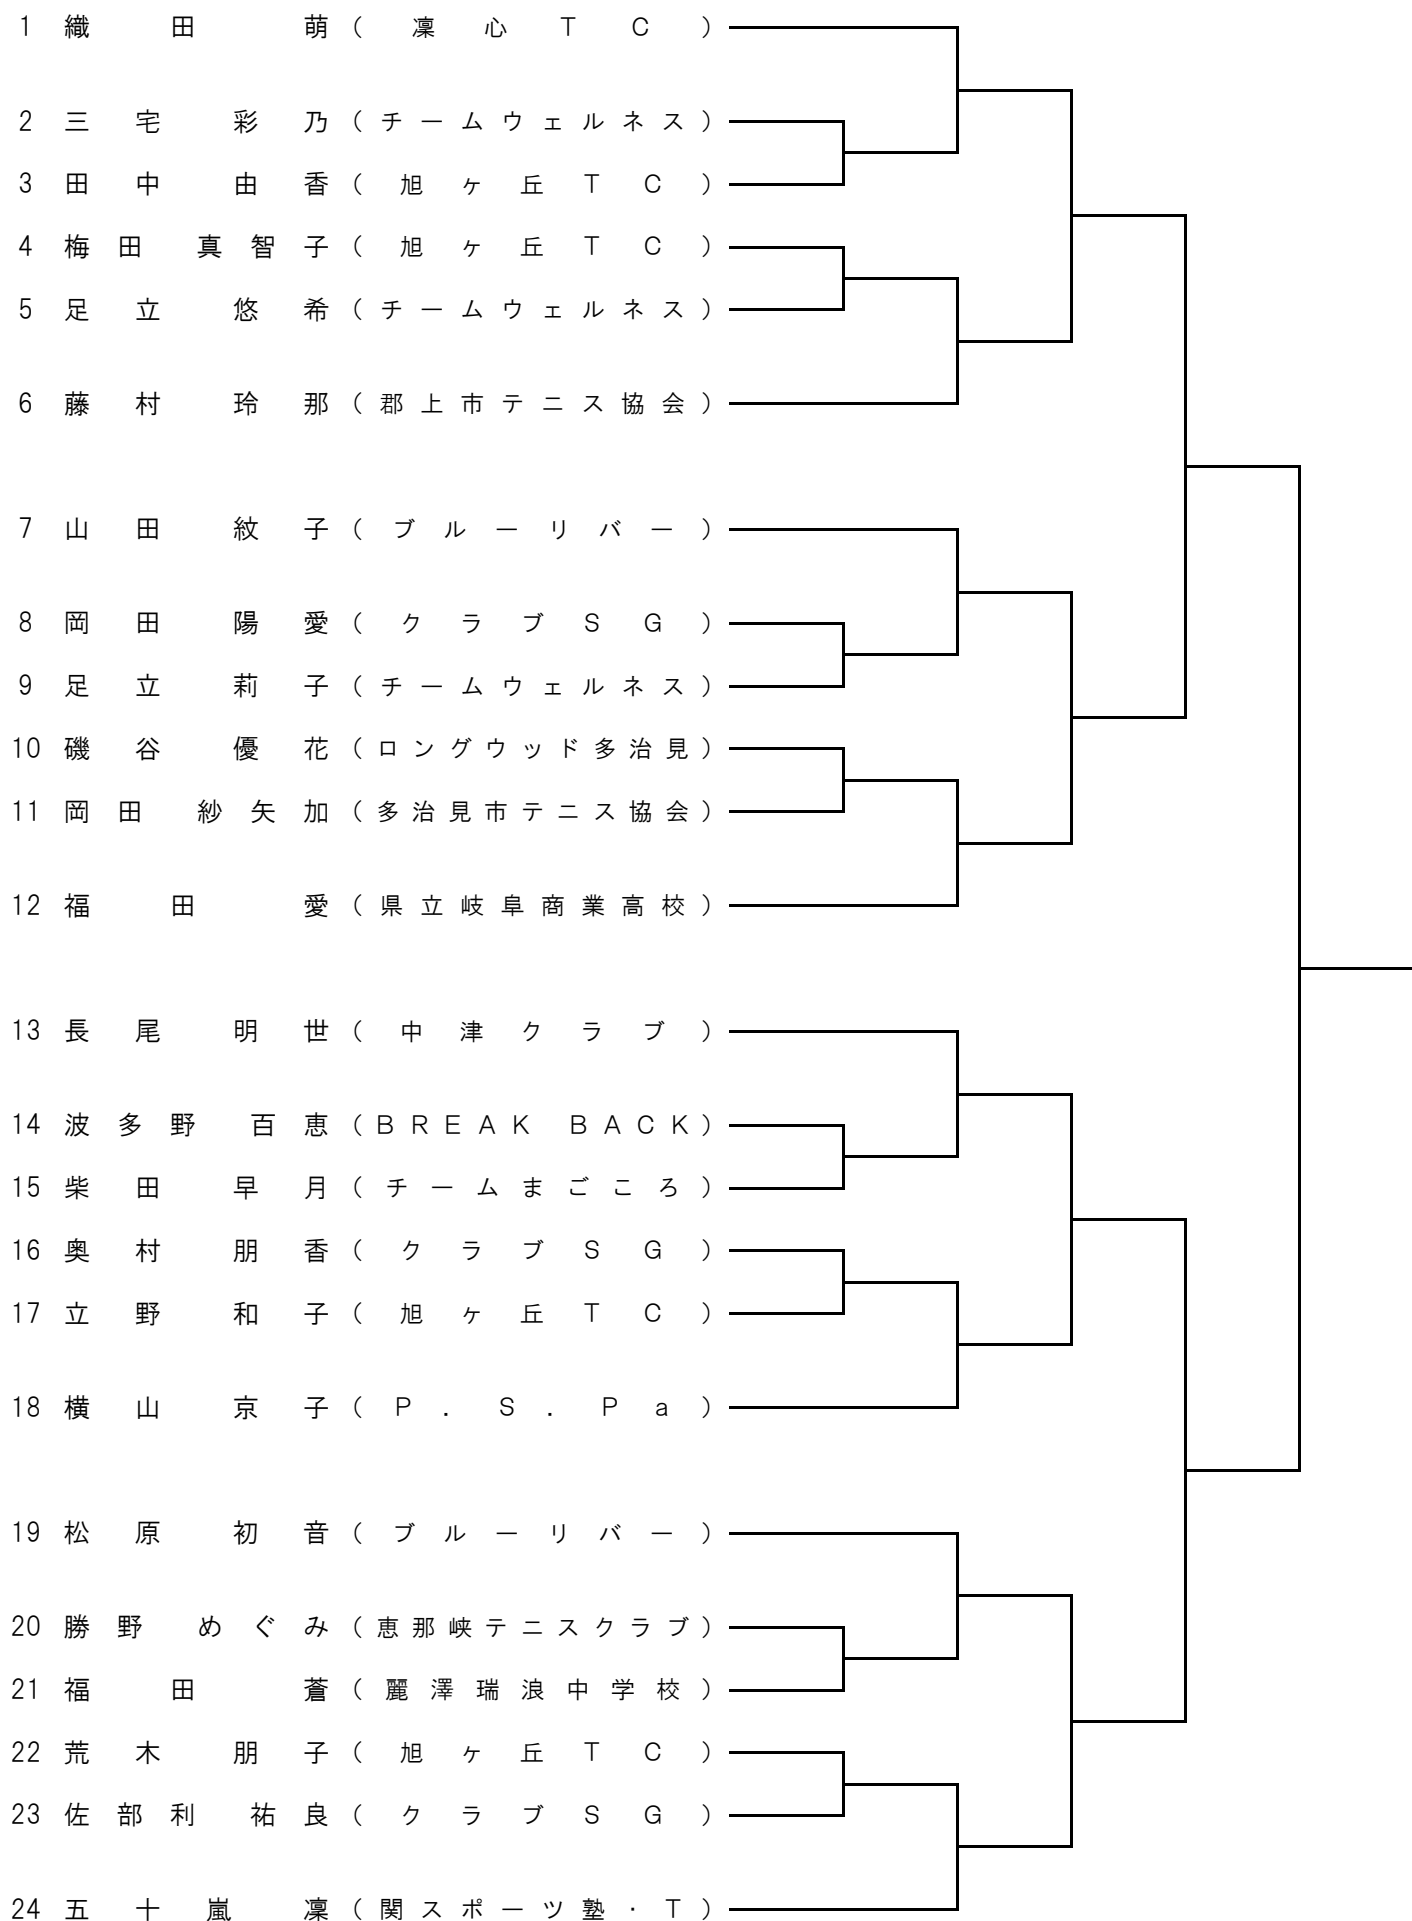 1 織田 萌 (凜心TC)
2 三宅 彩乃 (チームウェルネス)
3 田中 由香 (旭ヶ丘TC)
4 梅田 真智子 (旭ヶ丘TC)
5 足立 悠希 (チームウェルネス)
6 藤村 玲那 (郡上市テニス協会)
7 山田 紋子 (ブルーリバー)
8 岡田 陽愛 (クラブSG)
9 足立 莉子 (チームウェルネス)
10 磯谷 優花 (ロングウッド多治見)
11 岡田 紗矢加 (多治見市テニス協会)
12 福田 愛 (県立岐阜商業高校)
13 長尾 明世 (中津クラブ)
14 波多野 百恵 (BREAK BACK)
15 柴田 早月 (チームまごころ)
16 奥村 朋香 (クラブSG)
17 立野 和子 (旭ヶ丘TC)
18 横山 京子 (P.S.Pa)
19 松原 初音 (ブルーリバー)
20 勝野 めぐみ (恵那峡テニスクラブ)
21 福田 蒼 (麗澤瑞浪中学校)
22 荒木 朋子 (旭ヶ丘TC)
23 佐部利 祐良 (クラブSG)
24 五十嵐 凜 (関スポーツ塾・T)